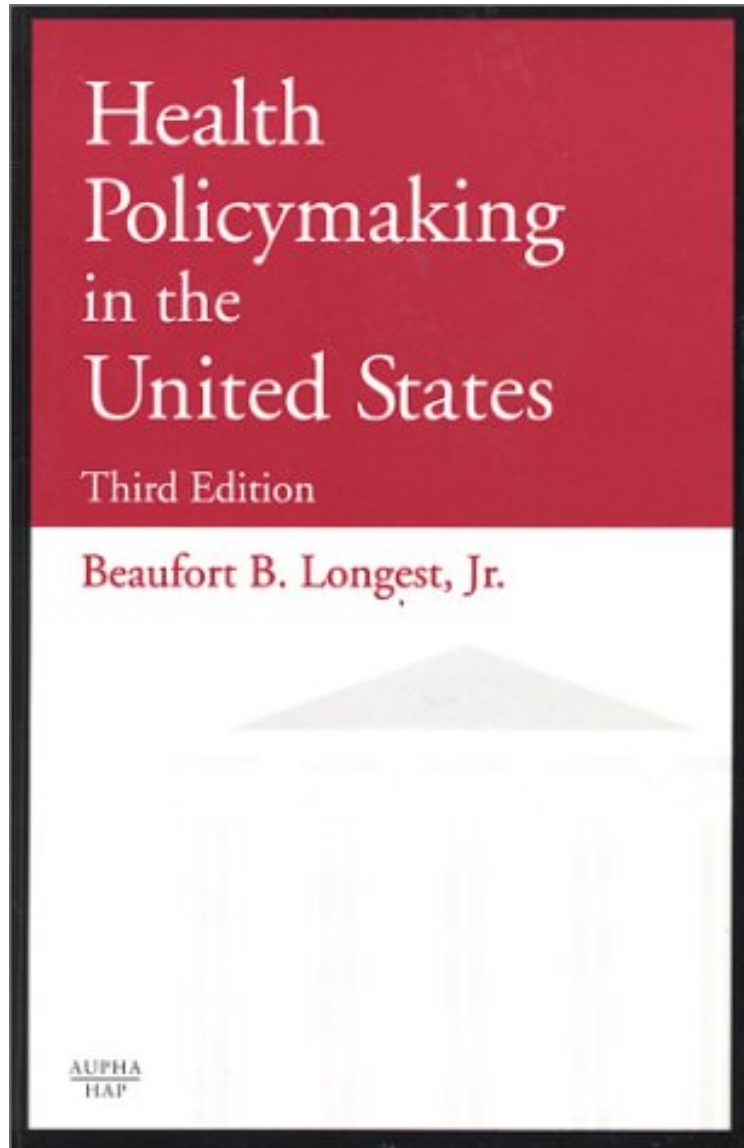 Health
Policymaking
in the
United States
Third Edition
Beaufort B. Longest, Jr.
AUPHA
HAP